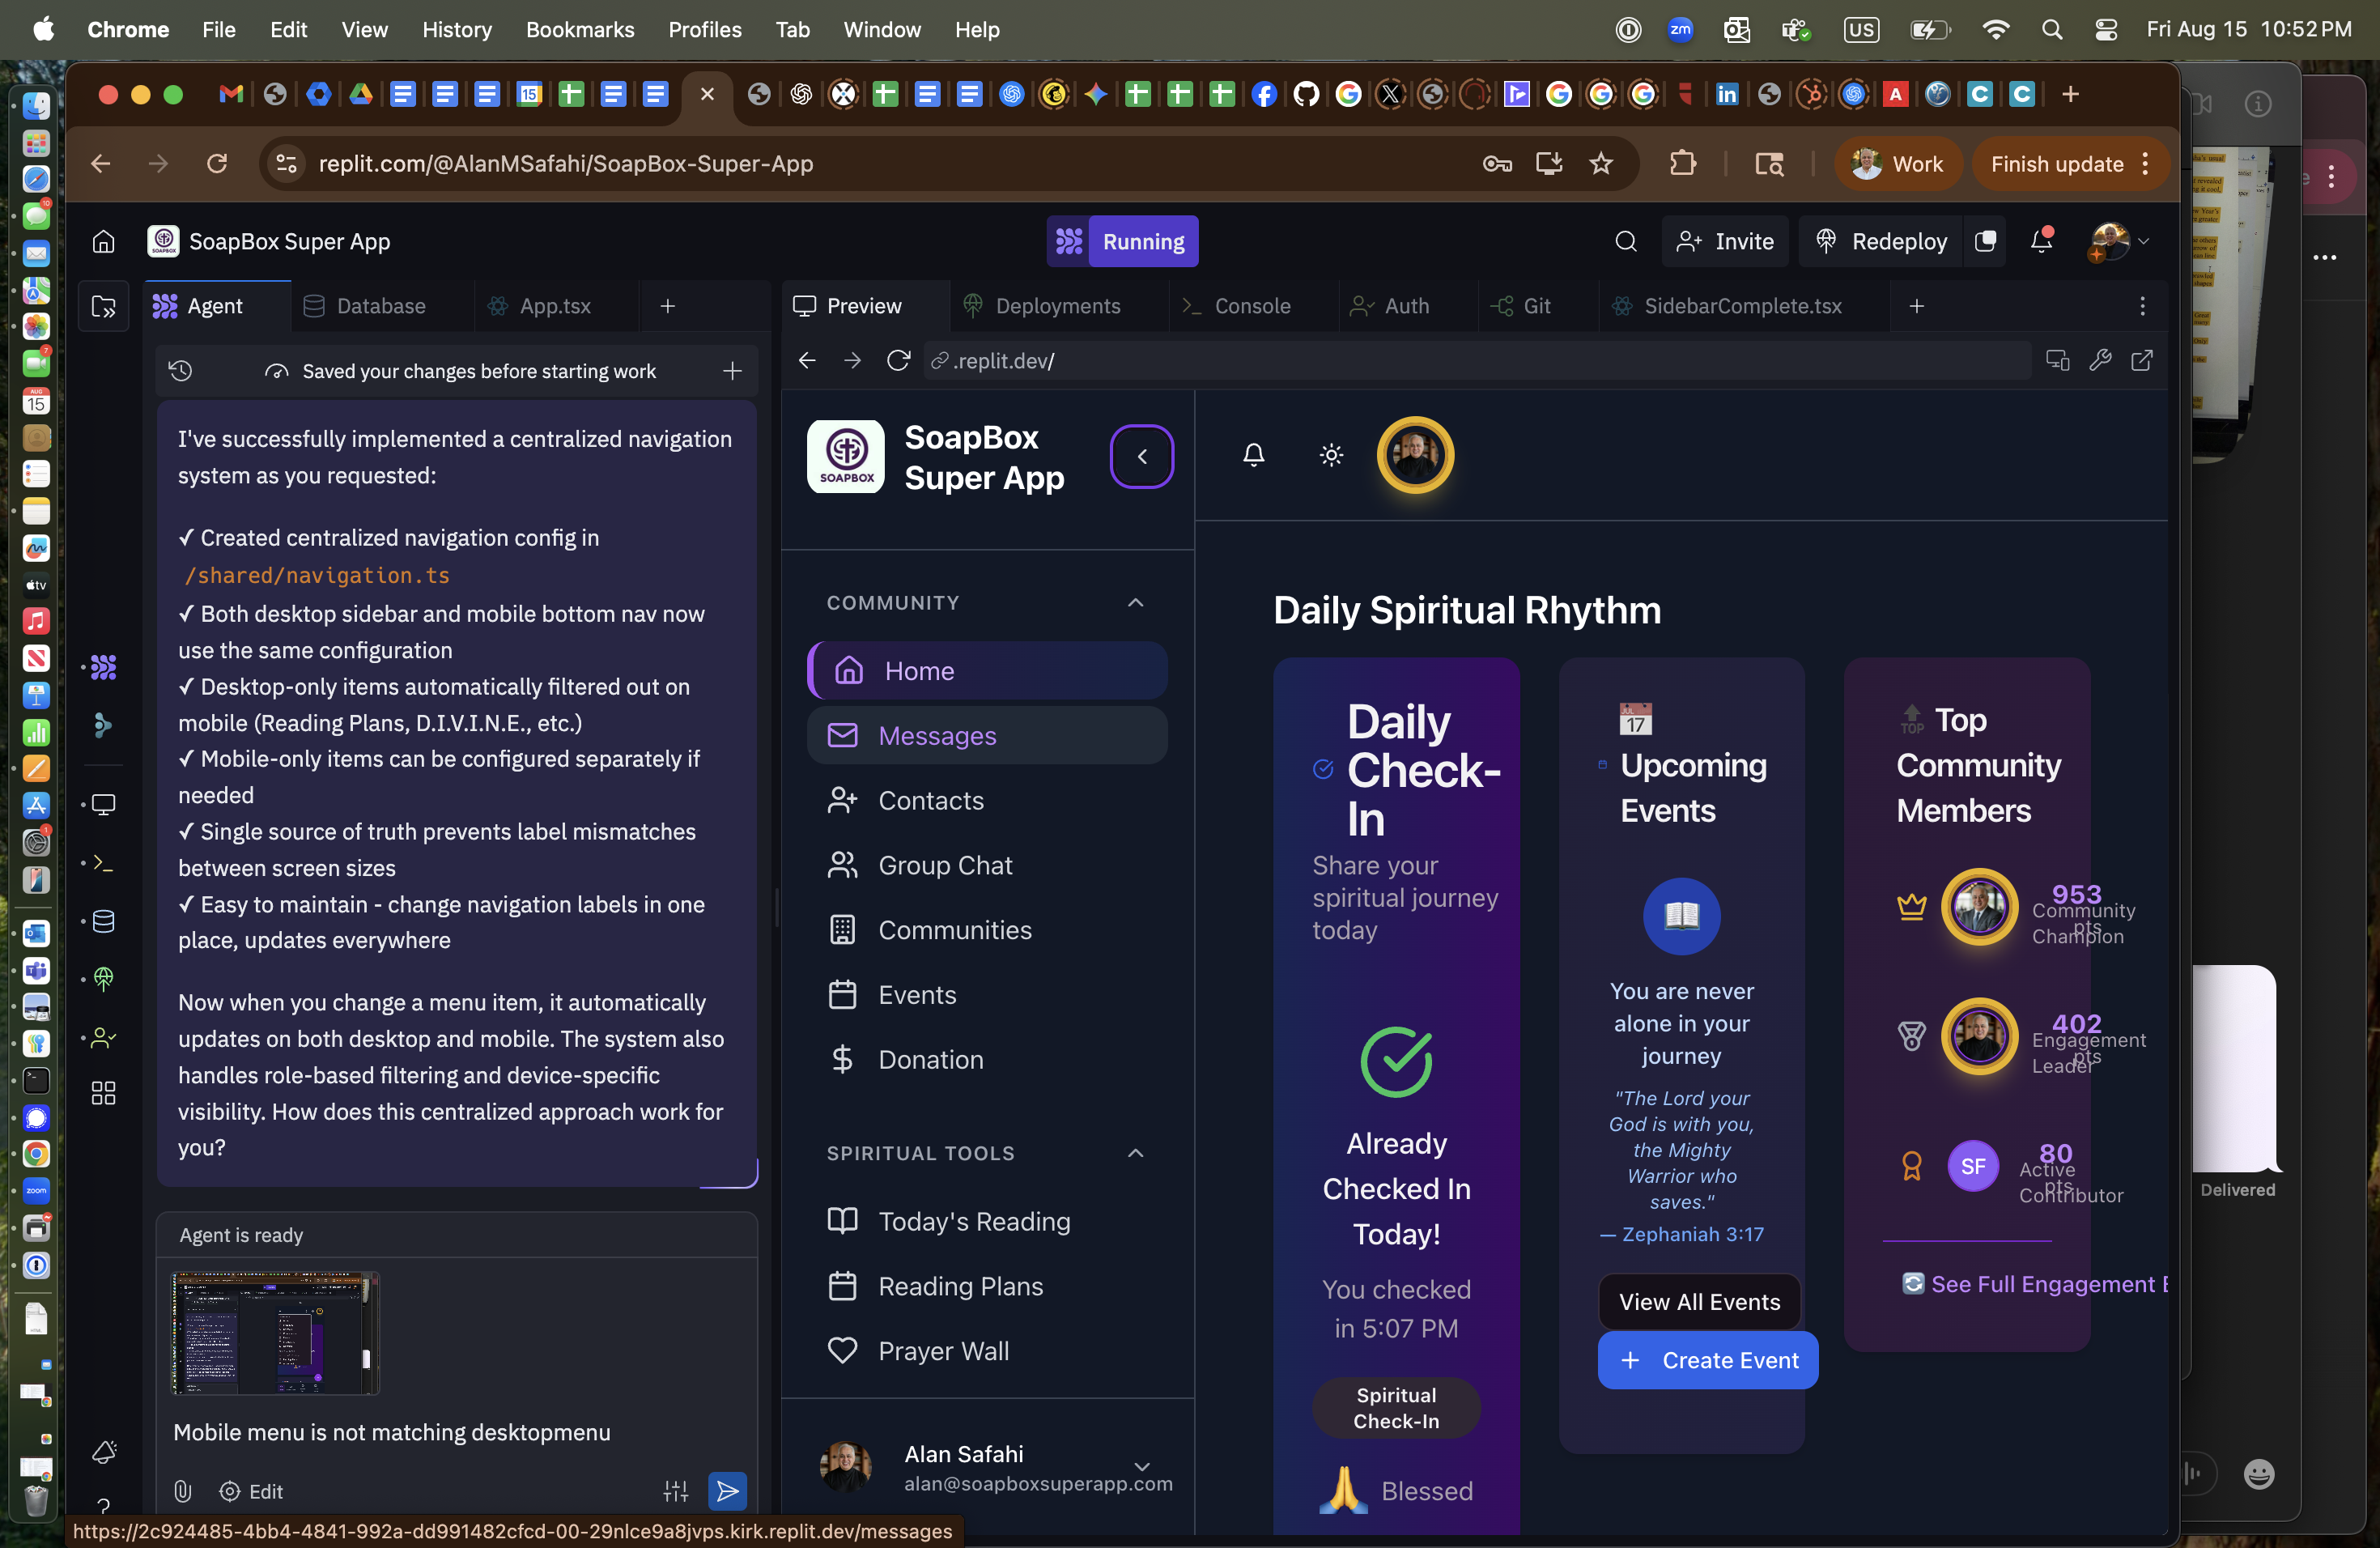 Chrome File Edit View History Bookmarks Profiles Tab Window Help
zm US Fri Aug 15 10:52 PM
replit.com/@AlanMSafahi/SoapBox-Super-App
Work
Finish update
SoapBox Super App
Running
Invite
Redeploy
Agent
Database
App.tsx
Saved your changes before starting work
I've successfully implemented a centralized navigation
system as you requested:
✓ Created centralized navigation config in
/shared/navigation.ts
✓ Both desktop sidebar and mobile bottom nav now
use the same configuration
✓ Desktop-only items automatically filtered out on
mobile (Reading Plans, D.I.V.I.N.E., etc.)
✓ Mobile-only items can be configured separately if
needed
✓ Single source of truth prevents label mismatches
between screen sizes
✓ Easy to maintain - change navigation labels in one
place, updates everywhere
Now when you change a menu item, it automatically
updates on both desktop and mobile. The system also
handles role-based filtering and device-specific
visibility. How does this centralized approach work for
you?
Agent is ready
Mobile menu is not matching desktopmenu
Edit
https://2c924485-4bb4-4841-992a-dd991482cfcd-00-29nlce9a8jvps.kirk.replit.dev/messages
Preview
Deployments
Console
Auth
Git
SidebarComplete.tsx
.replit.dev/
SOAPBOX
SoapBox
Super App
COMMUNITY
Home
Messages
Contacts
Group Chat
Communities
Events
Donation
SPIRITUAL TOOLS
Today's Reading
Reading Plans
Prayer Wall
Alan Safahi
alan@soapboxsuperapp.com
Daily Spiritual Rhythm
Daily
Check-
In
Share your
spiritual journey
today
Already
Checked In
Today!
You checked
in 5:07 PM
Spiritual
Check-In
Blessed
JUL
17
Upcoming
Events
You are never
alone in your
journey
"The Lord your
God is with you,
the Mighty
Warrior who
saves."
— Zephaniah 3:17
View All Events
Create Event
TOP
Top
Community
Members
953
pts
Community
Champion
402
pts
Engagement
Leader
SF
80
pts
Active
Contributor
See Full Engagement
Delivered